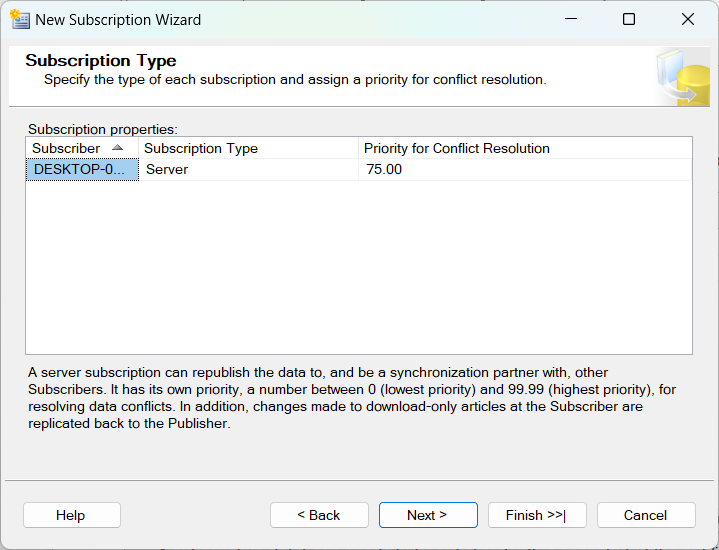 New Subscription Wizard
Subscription Type
Specify the type of each subscription and assign a priority for conflict resolution.
Subscription properties:
Subscriber Subscription Type Priority for Conflict Resolution
DESKTOP-0... Server 75.00
A server subscription can republish the data to, and be a synchronization partner with, other
Subscribers. It has its own priority, a number between 0 (lowest priority) and 99.99 (highest priority), for
resolving data conflicts. In addition, changes made to download-only articles at the Subscriber are
replicated back to the Publisher.
Help < Back Next > Finish >>| Cancel